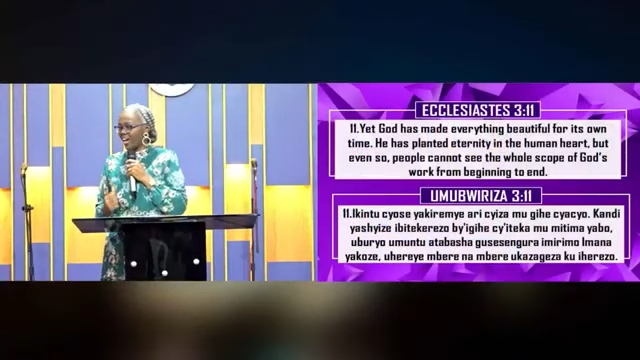 ECCLESIASTES 3:11
11.Yet God has made everything beautiful for its own
time. He has planted eternity in the human heart, but
even so, people cannot see the whole scope of God's
work from beginning to end.
UMUBWIRIZA 3:11
11.Ikintu cyose yakiremye ari cyiza mu gihe cyacyo. Kandi
yashyize ibitekerezo by'igihe cy'iteka mu mitima yabo,
uburyo umuntu atabasha gusesengura imirimo Imana
yakoze, uhereye mbere na mbere ukazageza ku iherezo.